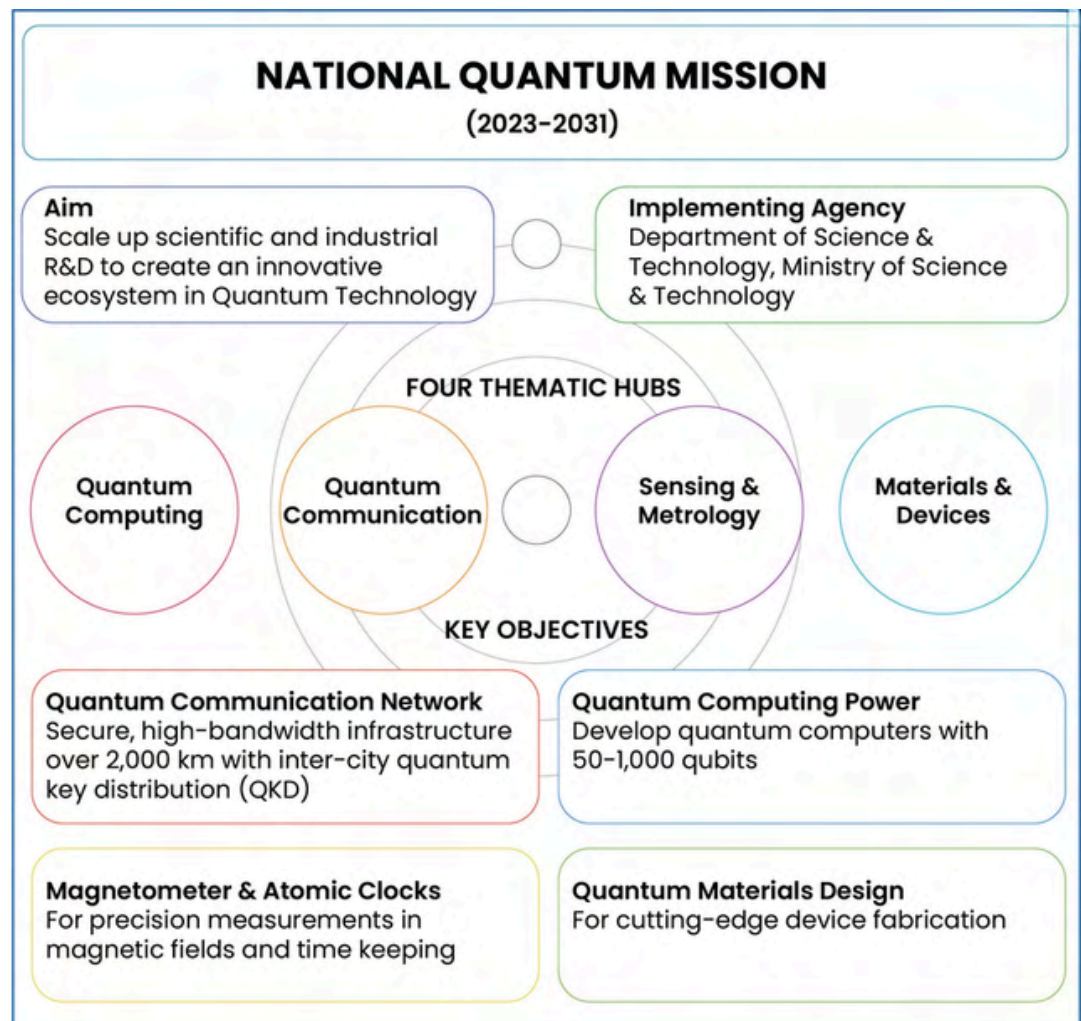 NATIONAL QUANTUM MISSION
(2023-2031)
Aim
Scale up scientific and industrial
R&D to create an innovative
ecosystem in Quantum Technology
Implementing Agency
Department of Science &
Technology, Ministry of Science
& Technology
FOUR THEMATIC HUBS
Quantum
Computing
Quantum
Communication
Sensing &
Metrology
Materials &
Devices
KEY OBJECTIVES
Quantum Communication Network
Secure, high-bandwidth infrastructure
over 2,000 km with inter-city quantum
key distribution (QKD)
Quantum Computing Power
Develop quantum computers with
50-1,000 qubits
Magnetometer & Atomic Clocks
For precision measurements in
magnetic fields and time keeping
Quantum Materials Design
For cutting-edge device fabrication